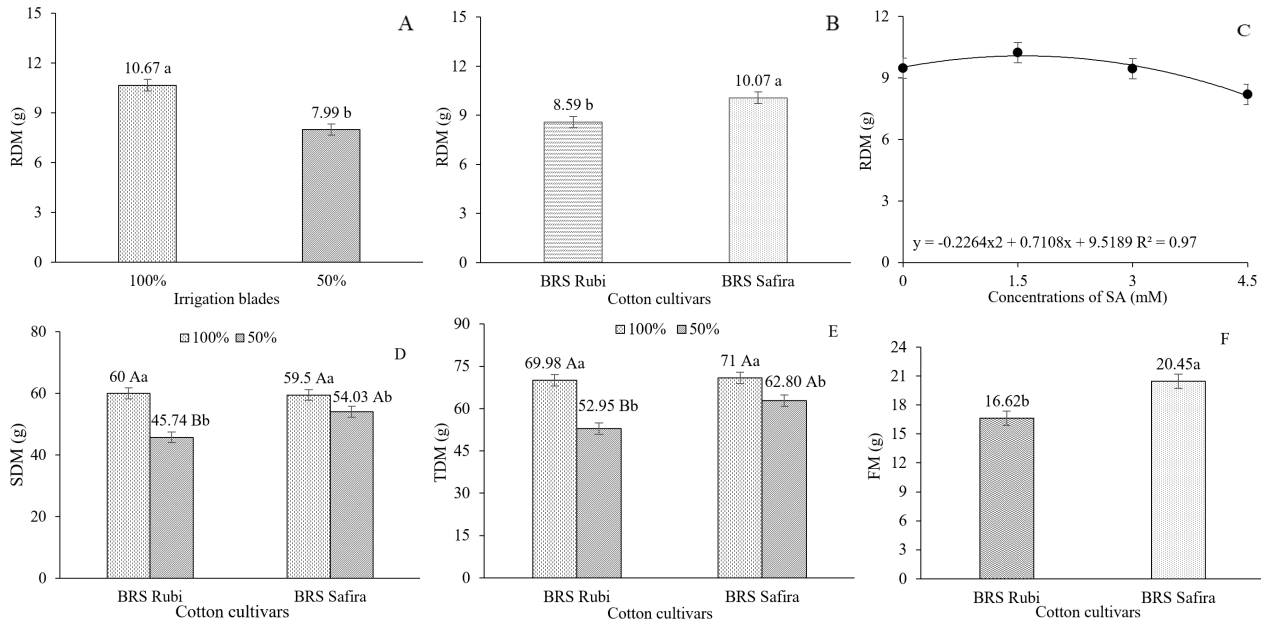 A
15
12
9
6
3
0
RDM (g)
10.67 a
7.99 b
100%
50%
Irrigation blades
B
15
12
9
6
3
0
RDM (g)
8.59 b
10.07 a
BRS Rubi
BRS Safira
Cotton cultivars
C
12
9
6
3
0
RDM (g)
y = -0.2264x2 + 0.7108x + 9.5189 R² = 0.97
0
1.5
3
4.5
Concentrations of SA (mM)
D
100%
50%
80
60
40
20
0
SDM (g)
60 Aa
45.74 Bb
59.5 Aa
54.03 Ab
BRS Rubi
BRS Safira
Cotton cultivars
E
100%
50%
90
75
60
45
30
15
0
TDM (g)
69.98 Aa
52.95 Bb
71 Aa
62.80 Ab
BRS Rubi
BRS Safira
Cotton cultivars
F
24
21
18
15
12
9
6
3
0
FM (g)
16.62b
20.45a
BRS Rubi
BRS Safira
Cotton cultivars